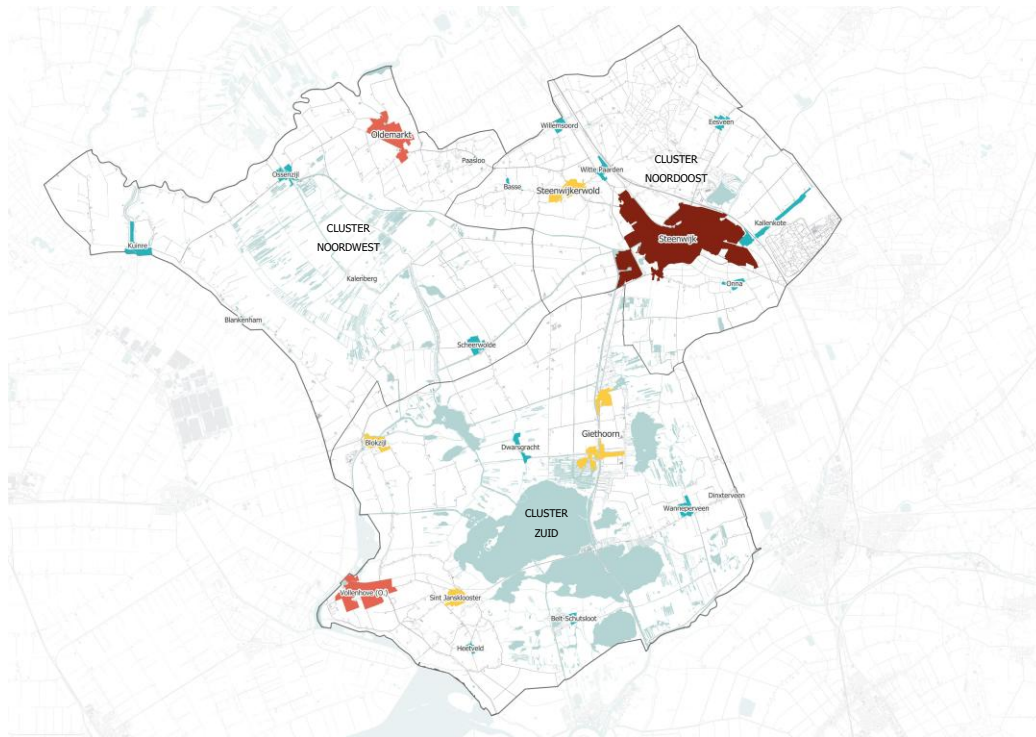 Oldemarkt
Willemsoord
Eesveen
Paasloo
Witte Paarden
CLUSTER
NOORDOOST
Ossenzijl
Basse
Steenwijkerwold
Kallenkote
CLUSTER
NOORDWEST
Steenwijk
Kuinre
Kalenberg
Onna
Blankenham
Scheerwolde
Giethoorn
Blokzijl
Dwarsgracht
Dinxterveen
Wanneperveen
CLUSTER
ZUID
Vollenhove (O.)
Sint Jansklooster
Belt-Schutsloot
Heetveld